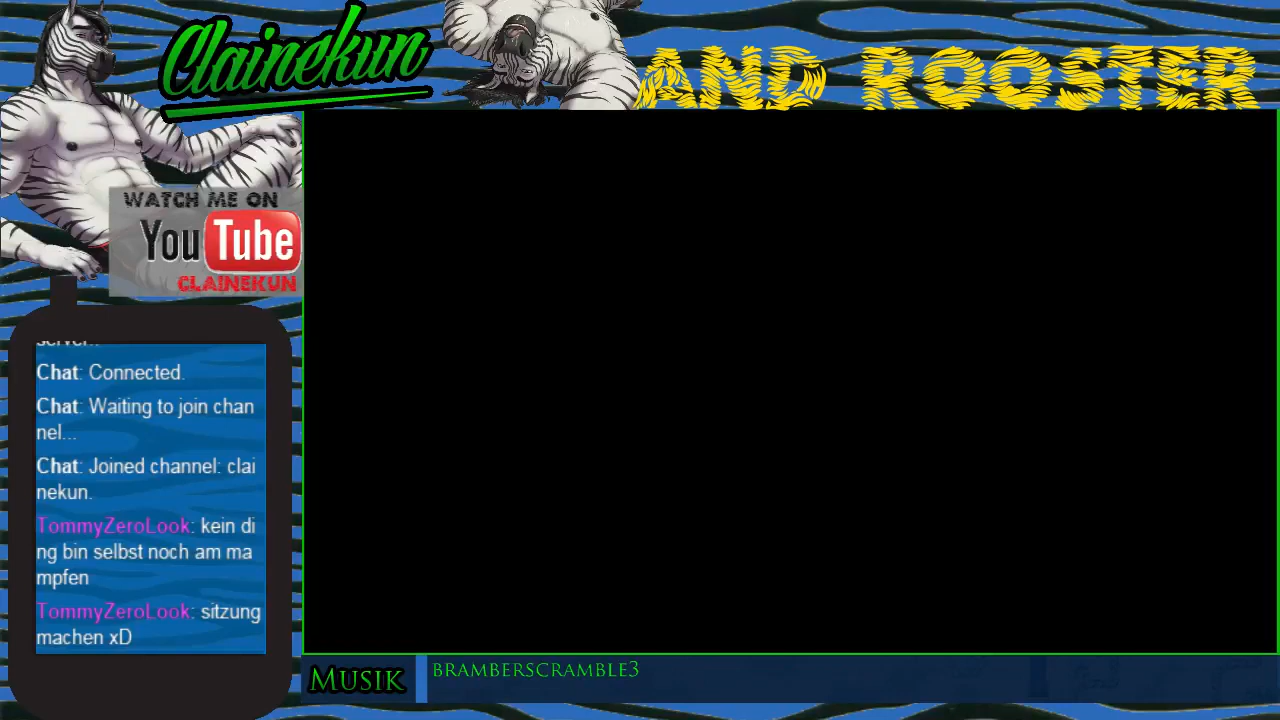 Clainekun
AND ROOSTER
WATCH ME ON
YouTube
CLAINEKUN
server..
Chat: Connected.
Chat: Waiting to join chan
nel...
Chat: Joined channel: clai
nekun.
TommyZeroLook: kein di
ng bin selbst noch am ma
mpfen
TommyZeroLook: sitzung
machen xD
Musik
BRAMBERSCRAMBLE3